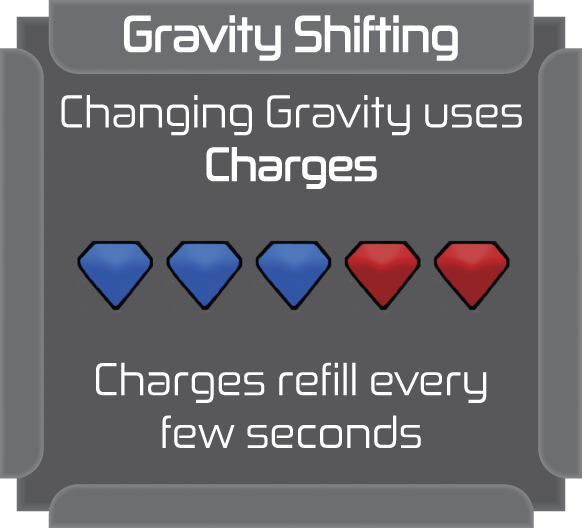 Gravity Shifting
Changing Gravity uses
Charges
Charges refill every
few seconds